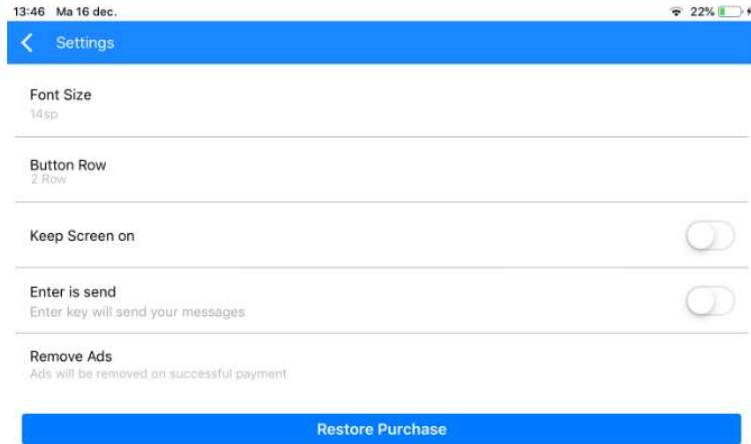 13:46 Ma 16 dec.
22%
Settings
Font Size
14sp
Button Row
2 Row
Keep Screen on
Enter is send
Enter key will send your messages
Remove Ads
Ads will be removed on successful payment
Restore Purchase